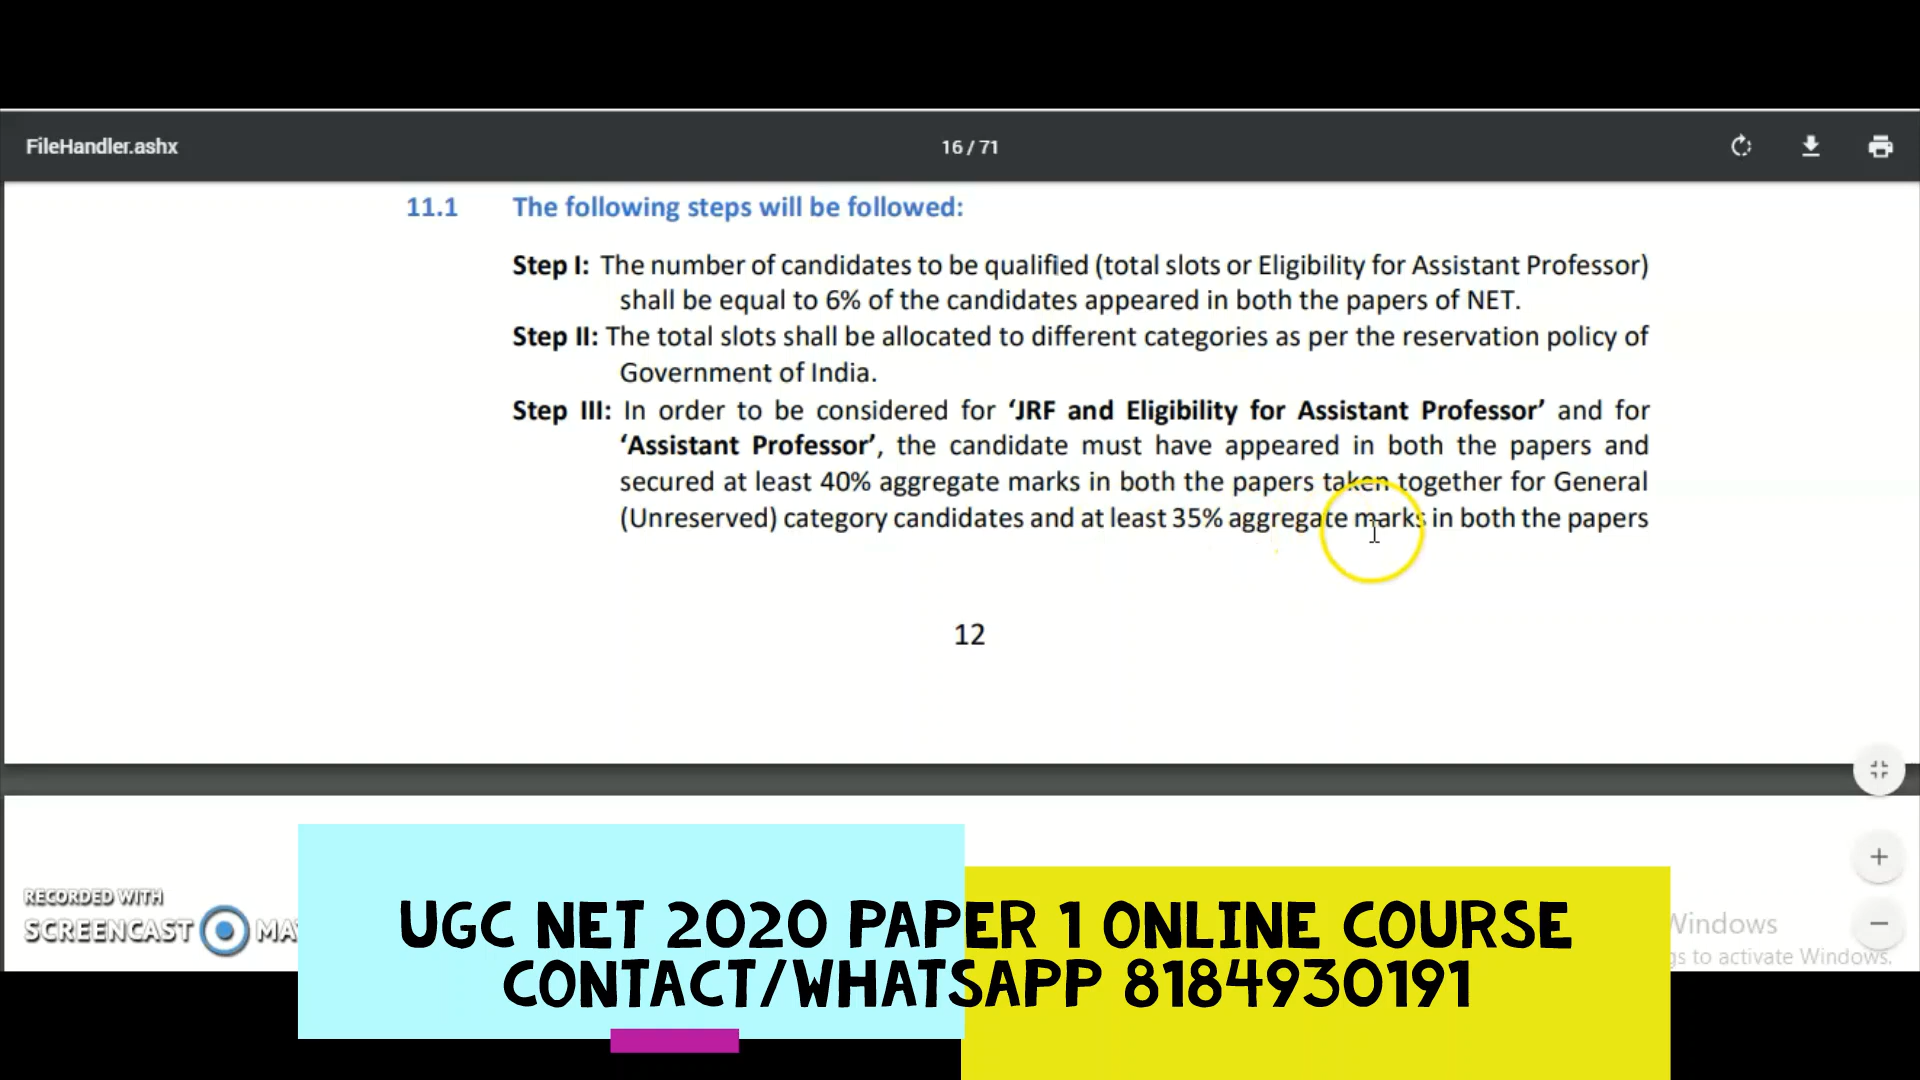 FileHandler.ashx
16 / 71
11.1 The following steps will be followed:
Step I: The number of candidates to be qualified (total slots or Eligibility for Assistant Professor)
shall be equal to 6% of the candidates appeared in both the papers of NET.
Step II: The total slots shall be allocated to different categories as per the reservation policy of
Government of India.
Step III: In order to be considered for ‘JRF and Eligibility for Assistant Professor’ and for
‘Assistant Professor’, the candidate must have appeared in both the papers and
secured at least 40% aggregate marks in both the papers taken together for General
(Unreserved) category candidates and at least 35% aggregate marks in both the papers
12
RECORDED WITH
SCREENCAST MA
Windows
gs to activate Windows.
UGC NET 2020 PAPER 1 ONLINE COURSE
CONTACT/WHATSAPP 8184930191